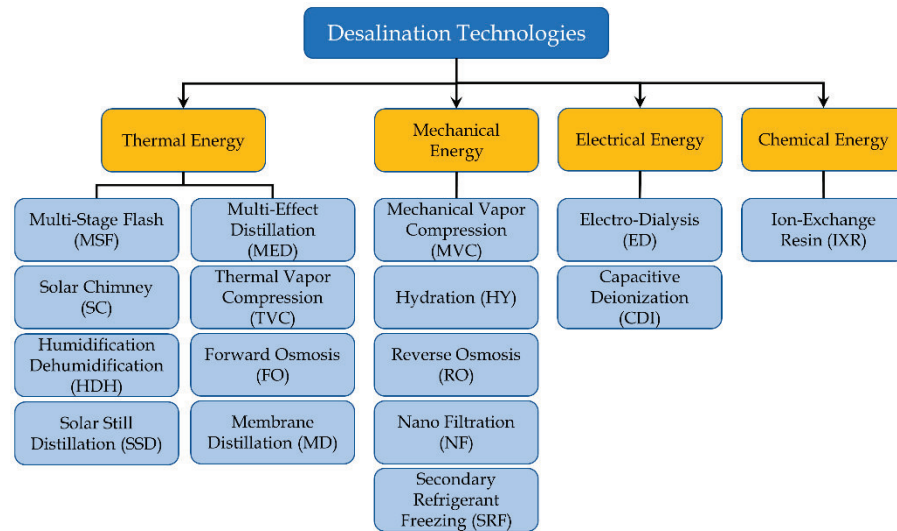 Desalination Technologies
Thermal Energy
Mechanical
Energy
Electrical Energy
Chemical Energy
Multi-Stage Flash
(MSF)
Solar Chimney
(SC)
Humidification
Dehumidification
(HDH)
Solar Still
Distillation (SSD)
Multi-Effect
Distillation
(MED)
Thermal Vapor
Compression
(TVC)
Forward Osmosis
(FO)
Membrane
Distillation (MD)
Mechanical Vapor
Compression
(MVC)
Hydration (HY)
Reverse Osmosis
(RO)
Nano Filtration
(NF)
Secondary
Refrigerant
Freezing (SRF)
Electro-Dialysis
(ED)
Capacitive
Deionization
(CDI)
Ion-Exchange
Resin (IXR)